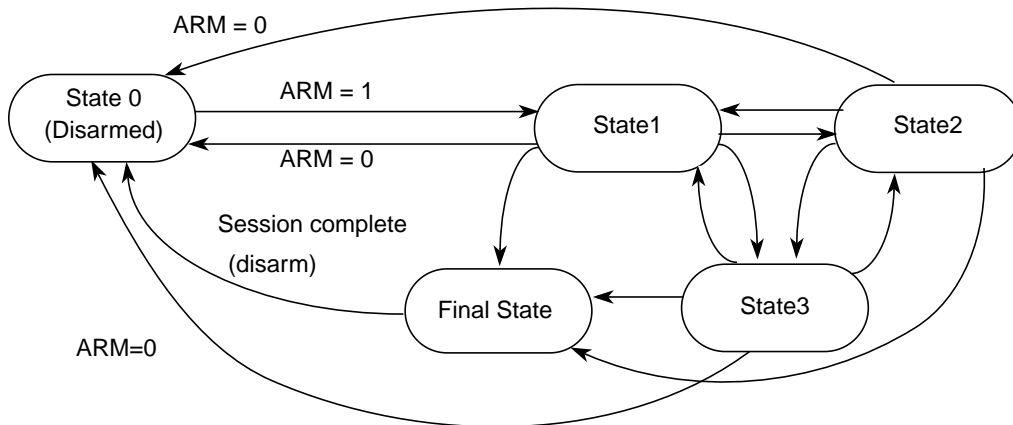 ARM = 0
State 0
(Disarmed)
ARM = 1
State1
State2
ARM = 0
Session complete
(disarm)
Final State
State3
ARM=0